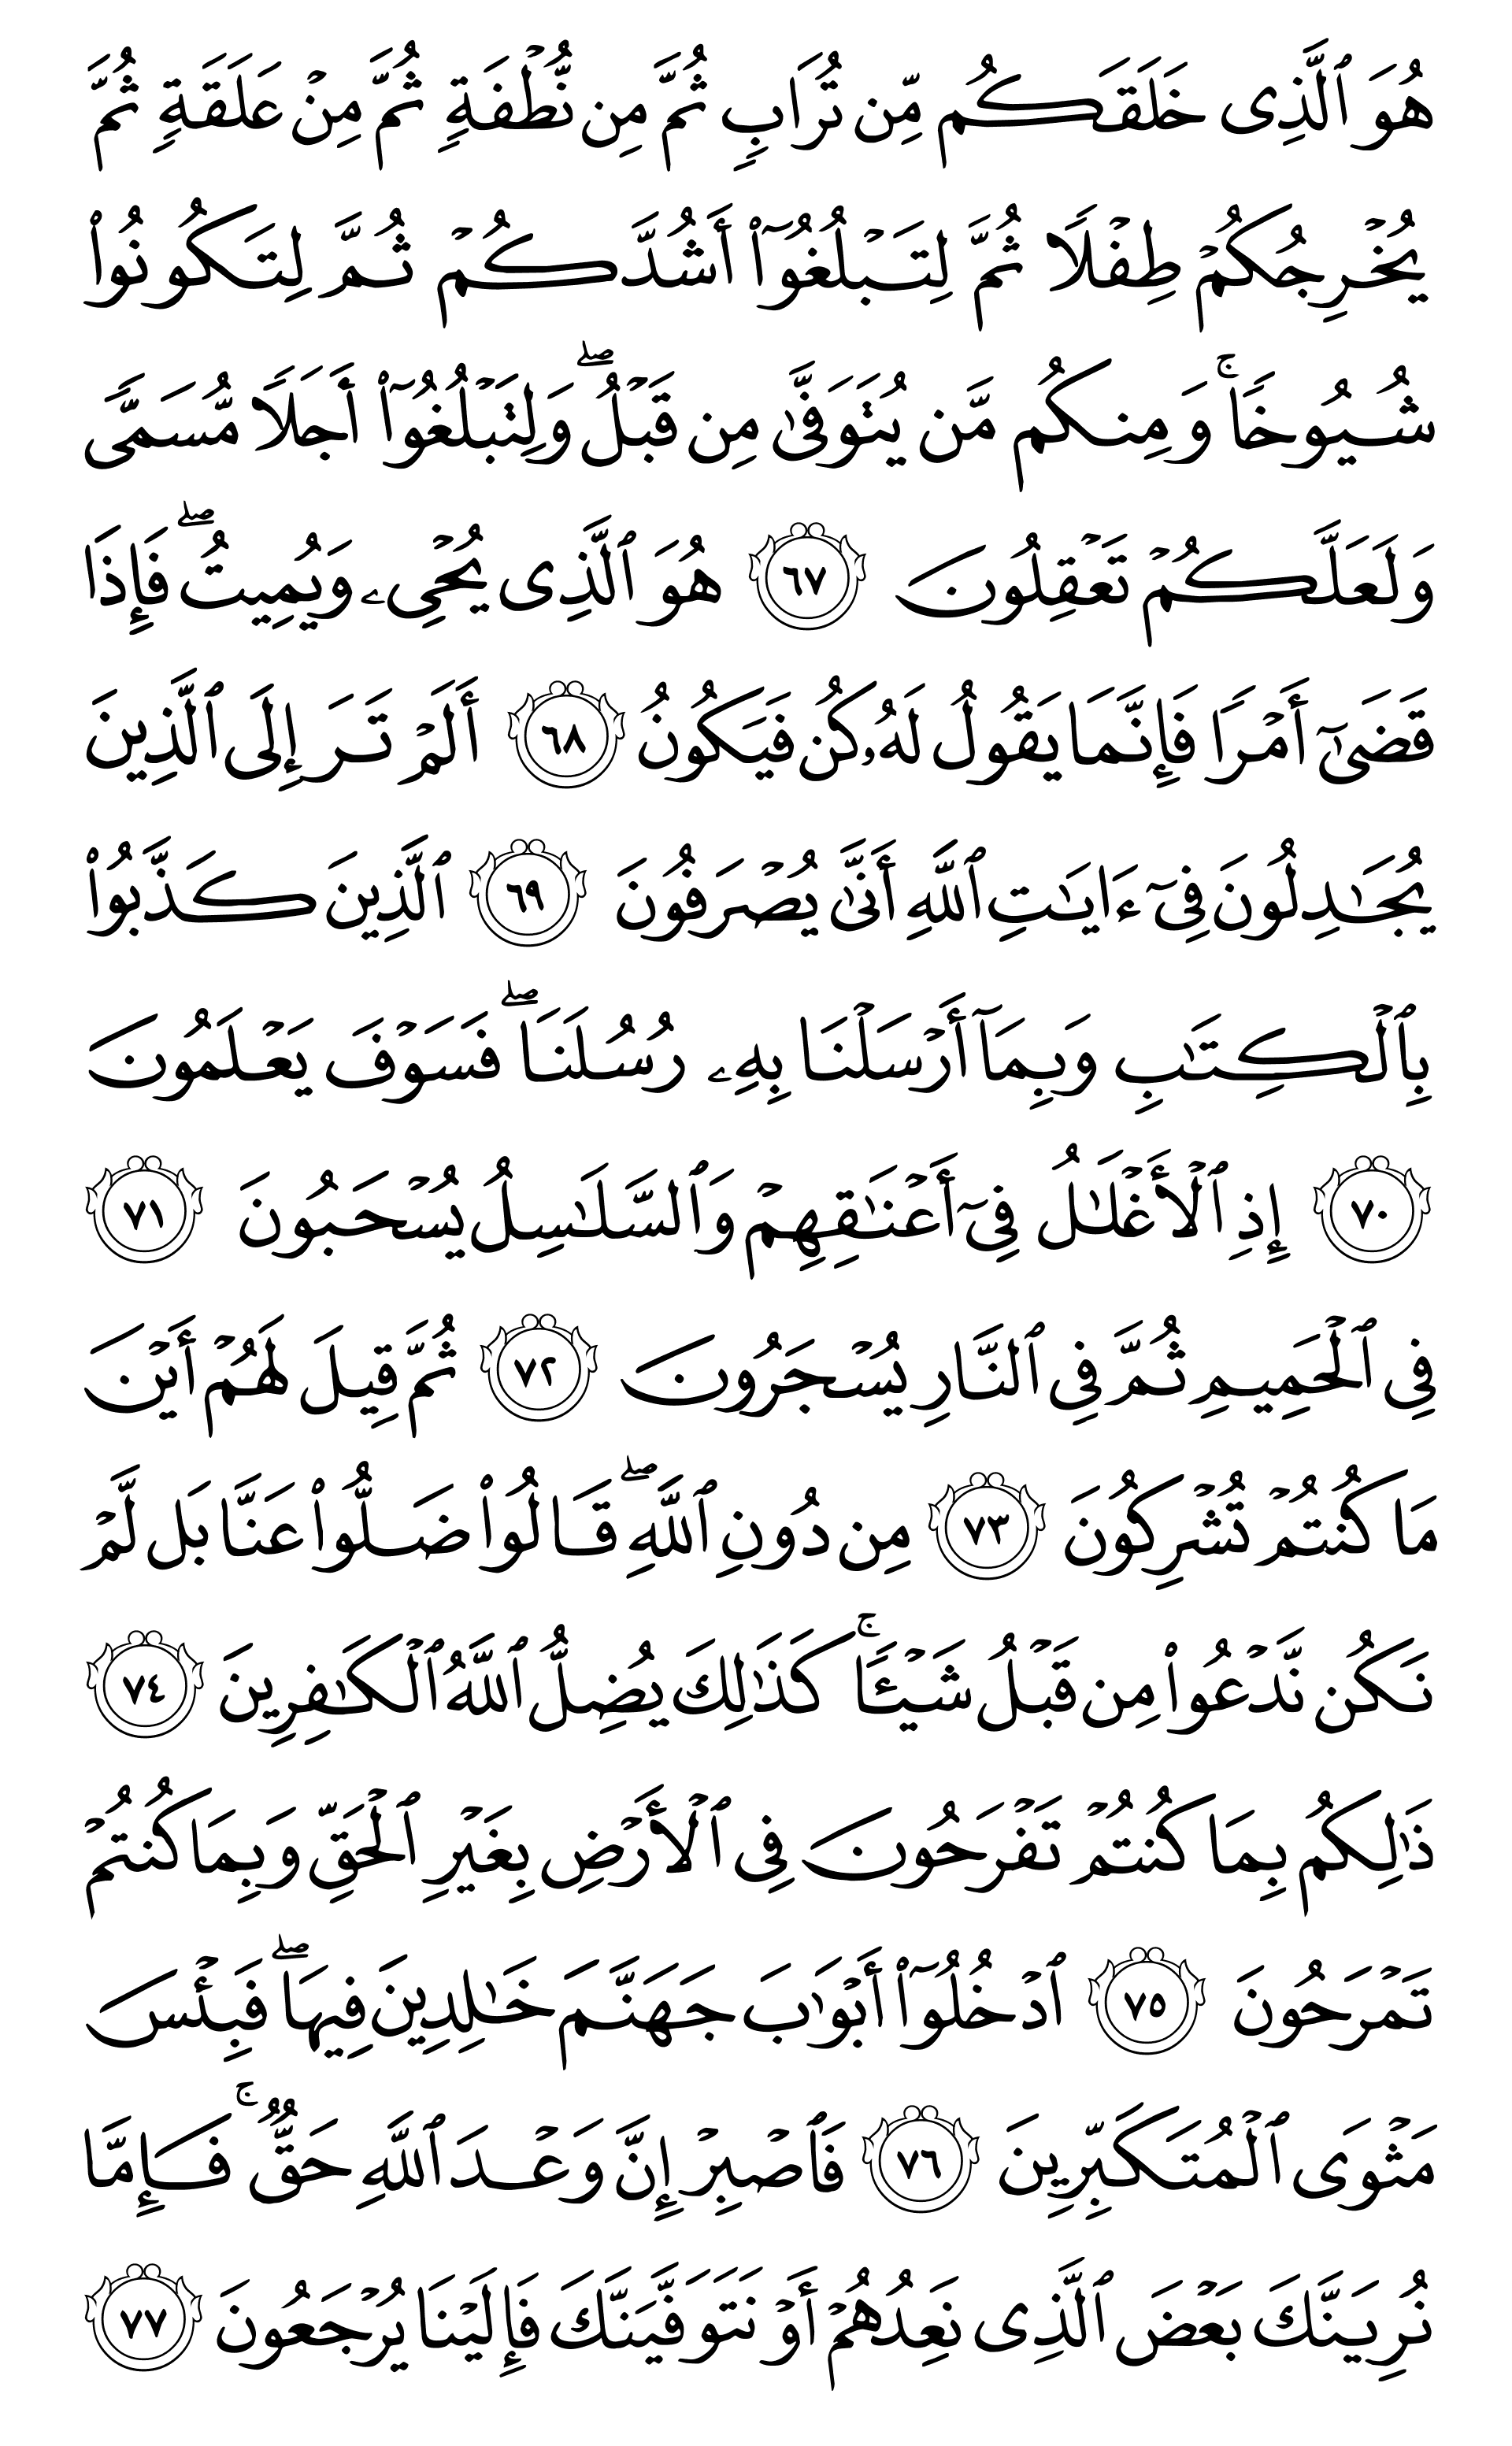 هُوَ ٱلَّذِى خَلَقَكُم مِّن تُرَابٍ ثُمَّ مِن نُّطۡفَةٍ ثُمَّ مِنۡ عَلَقَةٍ ثُمَّ
يُخۡرِجُكُمۡ طِفۡلًا ثُمَّ لِتَبۡلُغُوٓا۟ أَشُدَّكُمۡ ثُمَّ لِتَكُونُوا۟
شُيُوخًاۚ وَمِنكُم مَّن يُتَوَفَّىٰ مِن قَبۡلُۖ وَلِتَبۡلُغُوٓا۟ أَجَلًا مُّسَمًّى
وَلَعَلَّكُمۡ تَعۡقِلُونَ ٦٧ هُوَ ٱلَّذِى يُحۡىِۦ وَيُمِيتُۖ فَإِذَا
قَضَىٰٓ أَمۡرًا فَإِنَّمَا يَقُولُ لَهُۥ كُن فَيَكُونُ ٦٨ أَلَمۡ تَرَ إِلَى ٱلَّذِينَ
يُجَـٰدِلُونَ فِىٓ ءَايَـٰتِ ٱللَّهِ أَنَّىٰ يُصۡرَفُونَ ٦٩ ٱلَّذِينَ كَذَّبُوا۟
بِٱلۡكِتَـٰبِ وَبِمَآ أَرۡسَلۡنَا بِهِۦ رُسُلَنَاۖ فَسَوۡفَ يَعۡلَمُونَ
٧٠ إِذِ ٱلۡأَغۡلَـٰلُ فِىٓ أَعۡنَـٰقِهِمۡ وَٱلسَّلَـٰسِلُ يُسۡحَبُونَ ٧١
فِى ٱلۡحَمِيمِ ثُمَّ فِى ٱلنَّارِ يُسۡجَرُونَ ٧٢ ثُمَّ قِيلَ لَهُمۡ أَيۡنَ
مَا كُنتُمۡ تُشۡرِكُونَ ٧٣ مِن دُونِ ٱللَّهِۖ قَالُوا۟ ضَلُّوا۟ عَنَّا بَل لَّمۡ
نَكُن نَّدۡعُوا۟ مِن قَبۡلُ شَيۡـًٔاۚ كَذَٰلِكَ يُضِلُّ ٱللَّهُ ٱلۡكَـٰفِرِينَ ٧٤
ذَٰلِكُم بِمَا كُنتُمۡ تَفۡرَحُونَ فِى ٱلۡأَرۡضِ بِغَيۡرِ ٱلۡحَقِّ وَبِمَا كُنتُمۡ
تَمۡرَحُونَ ٧٥ ٱدۡخُلُوٓا۟ أَبۡوَٰبَ جَهَنَّمَ خَـٰلِدِينَ فِيهَاۖ فَبِئۡسَ
مَثۡوَى ٱلۡمُتَكَبِّرِينَ ٧٦ فَٱصۡبِرۡ إِنَّ وَعۡدَ ٱللَّهِ حَقٌّۚ فَإِمَّا
نُرِيَنَّكَ بَعۡضَ ٱلَّذِى نَعِدُهُمۡ أَوۡ نَتَوَفَّيَنَّكَ فَإِلَيۡنَا يُرۡجَعُونَ ٧٧